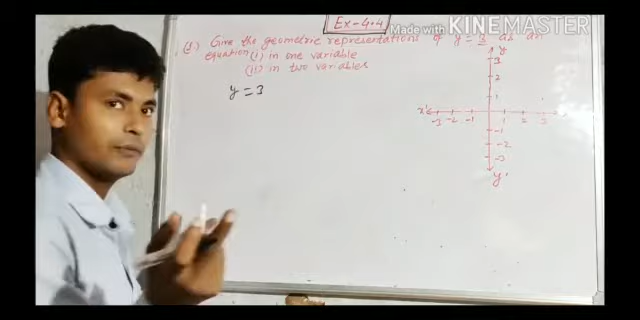 Ex-4.4
Made with KINEMASTER
(1) Give the geometric representations of y = 3 as an
equation (i) in one variable
(ii) in two variables
y = 3
y
3
2
1
x' -3 -2 -1 1 2 3
-1
-2
-3
y'